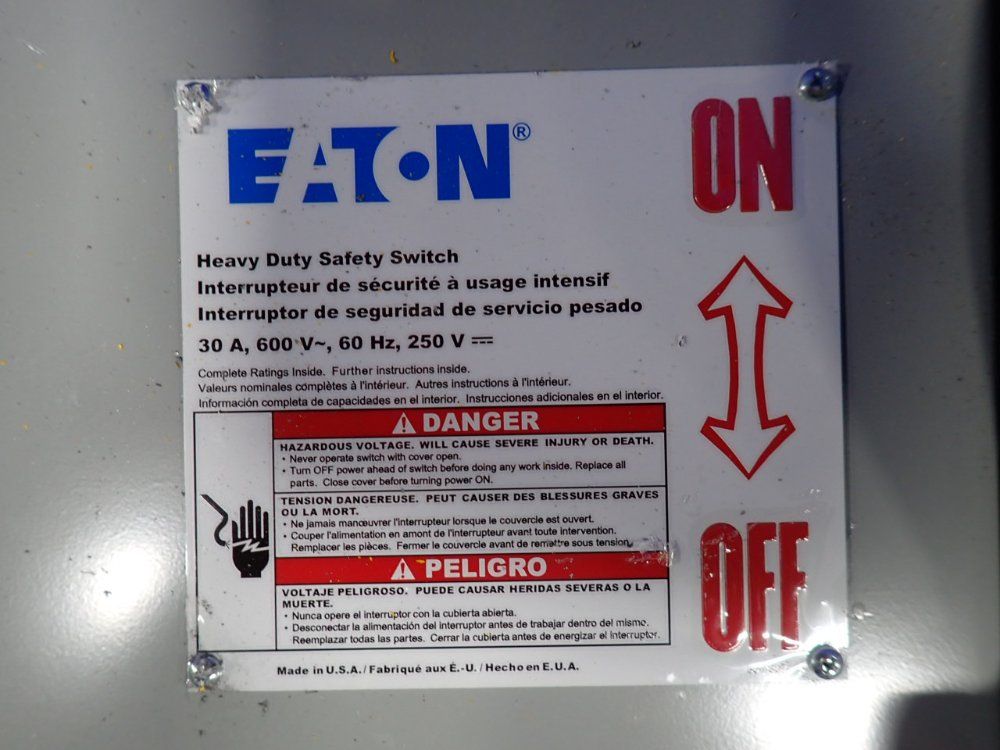 EATON®
ON
Heavy Duty Safety Switch
Interrupteur de sécurité à usage intensif
Interruptor de seguridad de servicio pesado
30 A, 600 V~, 60 Hz, 250 V ⎓
Complete Ratings Inside. Further instructions inside.
Valeurs nominales complètes à l'intérieur. Autres instructions à l'intérieur.
Información completa de capacidades en el interior. Instrucciones adicionales en el interior.
⚠ DANGER
HAZARDOUS VOLTAGE. WILL CAUSE SEVERE INJURY OR DEATH.
• Never operate switch with cover open.
• Turn OFF power ahead of switch before doing any work inside. Replace all
parts. Close cover before turning power ON.
TENSION DANGEREUSE. PEUT CAUSER DES BLESSURES GRAVES
OU LA MORT.
• Ne jamais manœuvrer l'interrupteur lorsque le couvercle est ouvert.
• Couper l'alimentation en amont de l'interrupteur avant toute intervention.
Remplacer les pièces. Fermer le couvercle avant de remettre sous tension.
⚠ PELIGRO
VOLTAJE PELIGROSO. PUEDE CAUSAR HERIDAS SEVERAS O LA
MUERTE.
• Nunca opere el interruptor con la cubierta abierta.
• Desconectar la alimentación del interruptor antes de trabajar dentro del mismo.
Reemplazar todas las partes. Cerrar la cubierta antes de energizar el interruptor.
OFF
Made in U.S.A. / Fabriqué aux É.-U. / Hecho en E.U.A.